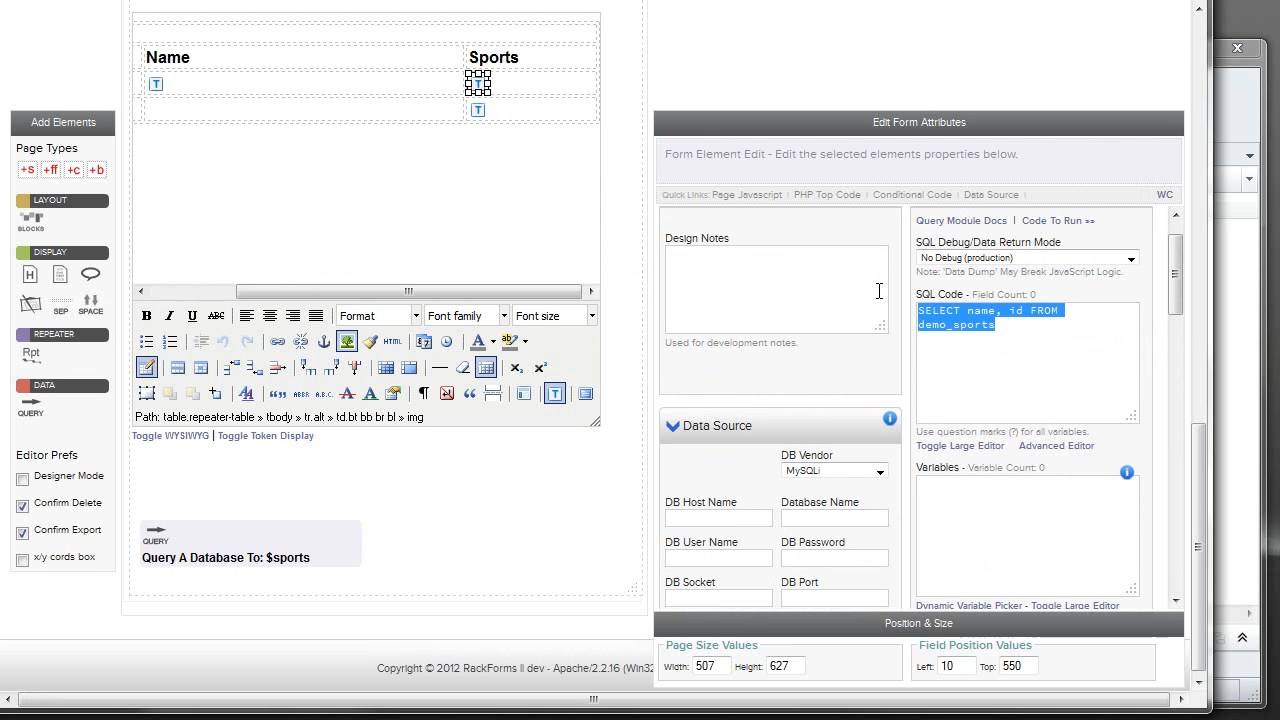 Name
Sports
T
T
T
Add Elements
Page Types
+s +ff +c +b
LAYOUT
BLOCKS
DISPLAY
H
SEP
SPACE
REPEATER
Rpt
DATA
QUERY
Editor Prefs
Designer Mode
Confirm Delete
Confirm Export
x/y cords box
B I U ABC
Format
Font family
Font size
HTML
Path: table.repeater-table » tbody » tr.alt » td.bt bb br bl » img
Toggle WYSIWYG | Toggle Token Display
QUERY
Query A Database To: $sports
Copyright © 2012 RackForms II dev - Apache/2.2.16 (Win32
Edit Form Attributes
Form Element Edit - Edit the selected elements properties below.
Quick Links: Page Javascript | PHP Top Code | Conditional Code | Data Source |
WC
Design Notes
Used for development notes.
Data Source
DB Vendor
MySQLi
DB Host Name
Database Name
DB User Name
DB Password
DB Socket
DB Port
Query Module Docs | Code To Run »»
SQL Debug/Data Return Mode
No Debug (production)
Note: 'Data Dump' May Break JavaScript Logic.
SQL Code - Field Count: 0
SELECT name, id FROM
demo_sports
Use question marks (?) for all variables.
Toggle Large Editor Advanced Editor
Variables - Variable Count: 0
Dynamic Variable Picker - Toggle Large Editor
Position & Size
Page Size Values
Width: 507 Height: 627
Field Position Values
Left: 10 Top: 550